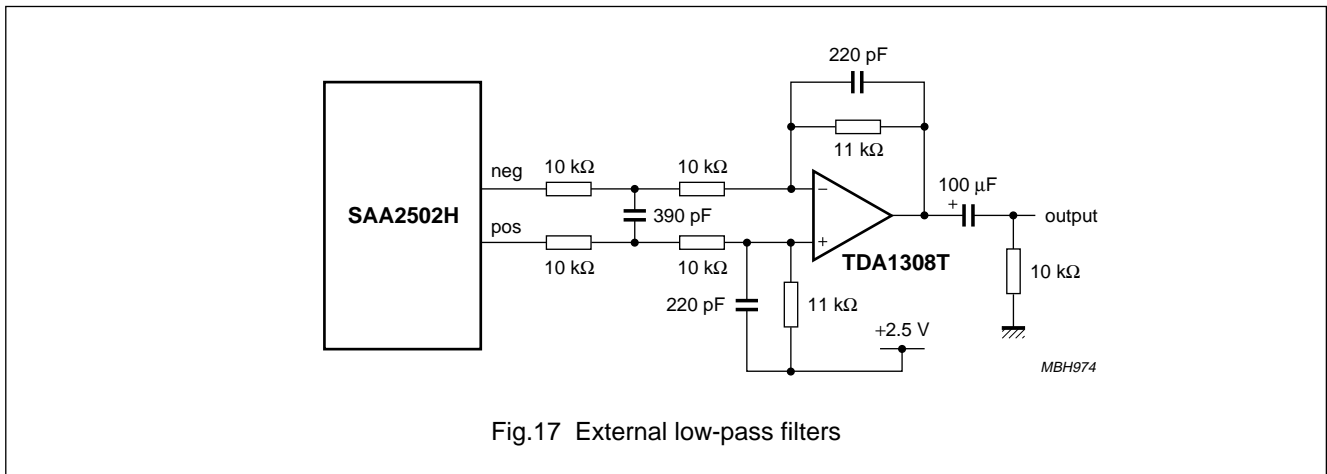 220 pF
11 kΩ
10 kΩ
10 kΩ
neg
100 µF
+
−
output
SAA2502H
390 pF
pos
+
TDA1308T
10 kΩ
10 kΩ
10 kΩ
220 pF
11 kΩ
+2.5 V
MBH974
Fig.17 External low-pass filters